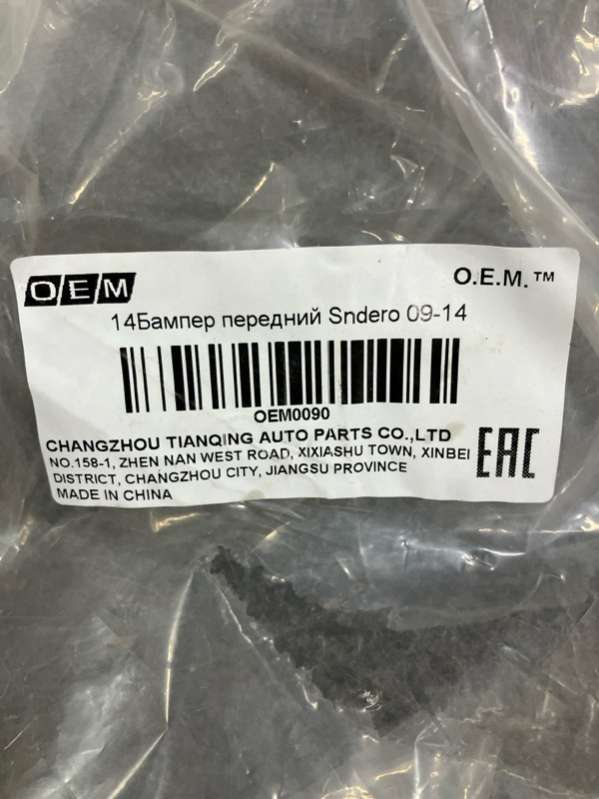 OEM
O.E.M.™
14Бампер передний Sndero 09-14
OEM0090
CHANGZHOU TIANQING AUTO PARTS CO.,LTD
NO.158-1, ZHEN NAN WEST ROAD, XIXIASHU TOWN, XINBEI
DISTRICT, CHANGZHOU CITY, JIANGSU PROVINCE
MADE IN CHINA
EAC